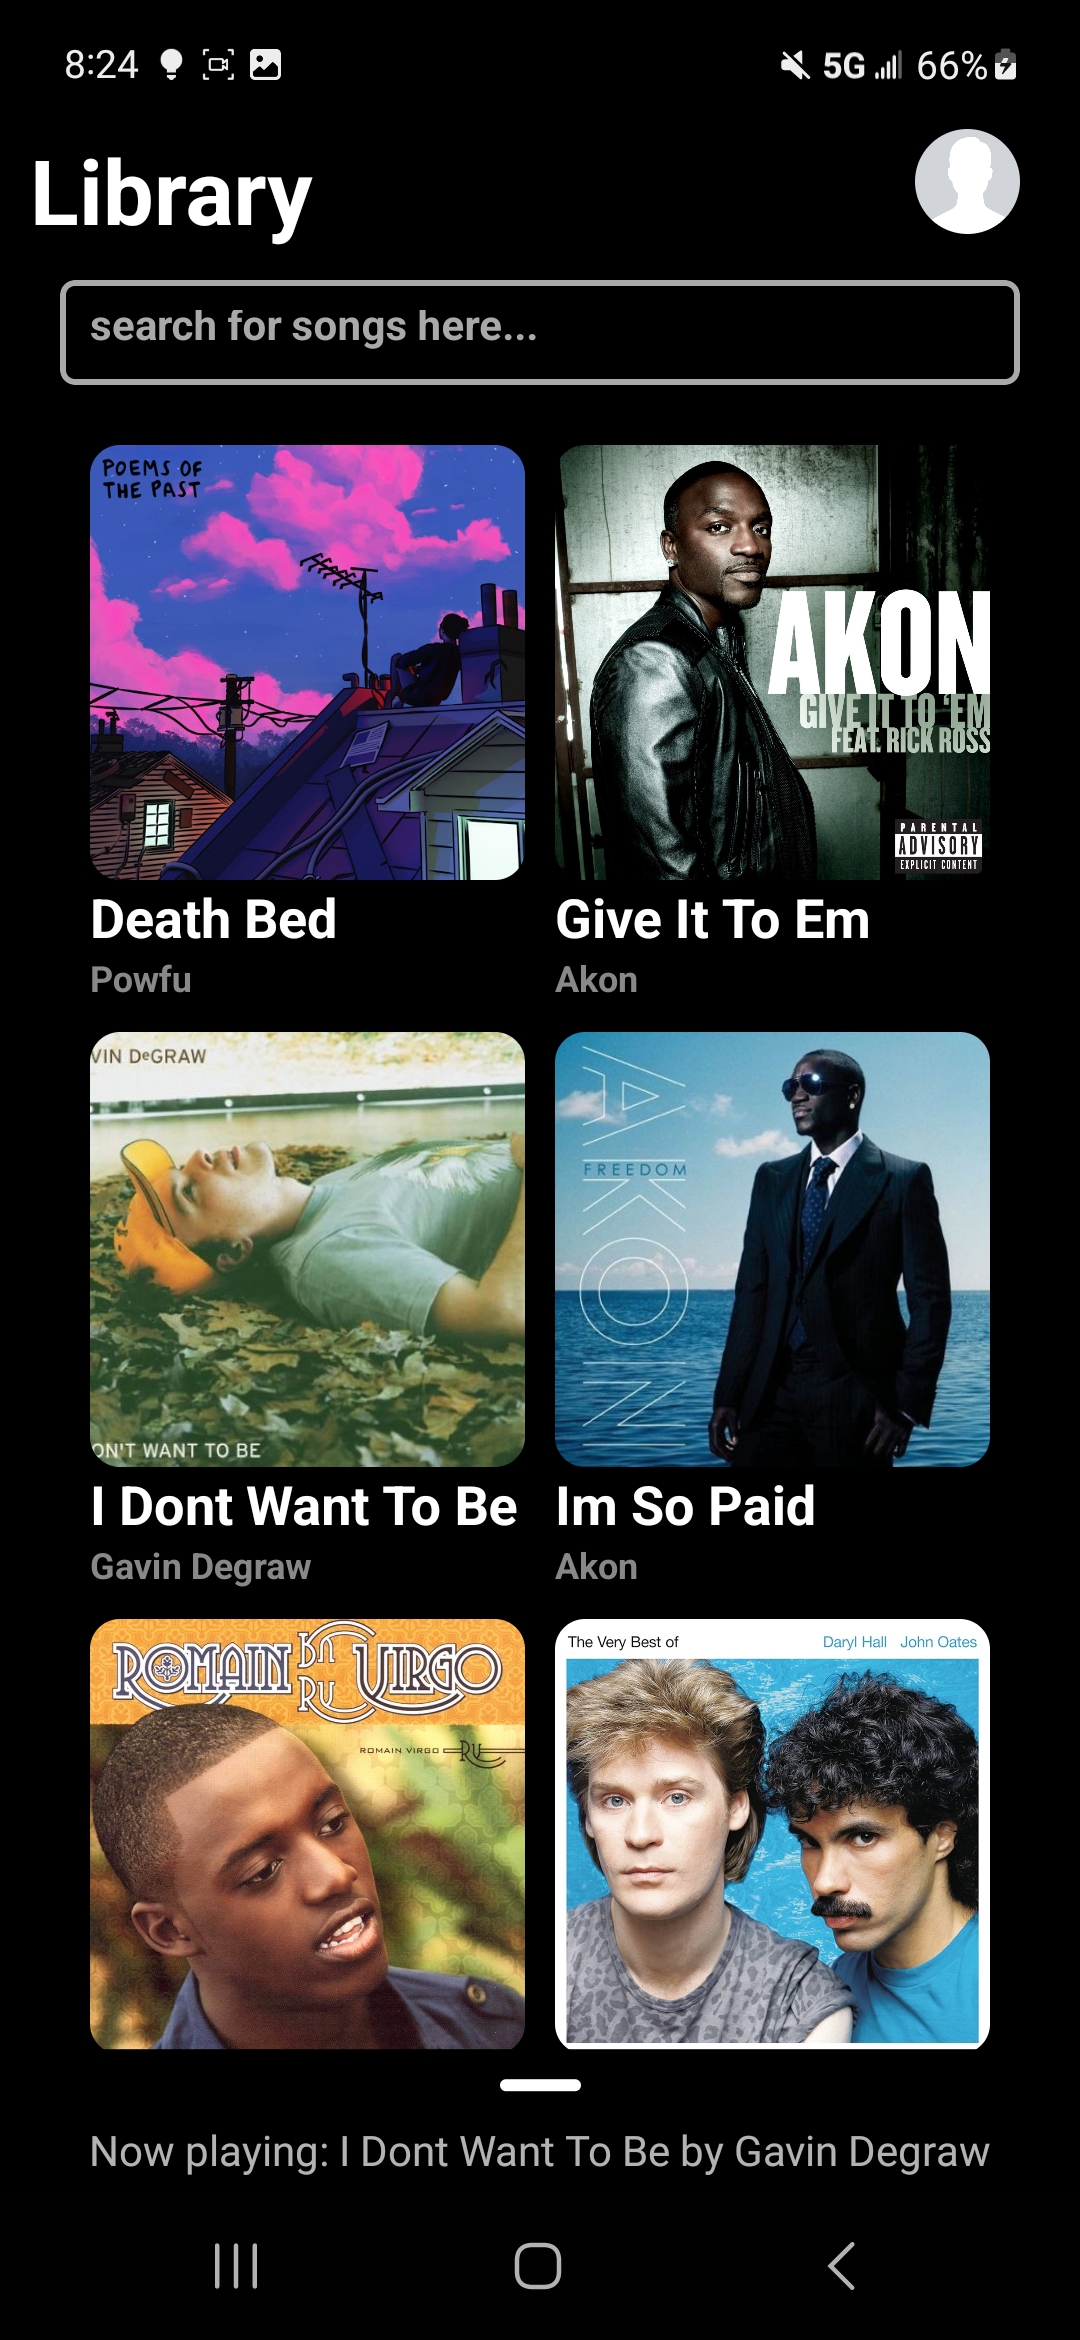 8:24
5G 66%
Library
search for songs here...
POEMS OF
THE PAST
AKON
GIVE IT TO 'EM
FEAT. RICK ROSS
PARENTAL
ADVISORY
EXPLICIT CONTENT
Death Bed
Powfu
Give It To Em
Akon
VIN DeGRAW
ON'T WANT TO BE
AKON
FREEDOM
I Dont Want To Be
Gavin Degraw
Im So Paid
Akon
ROMAIN VIRGO
ROMAIN VIRGO RV
The Very Best of Daryl Hall John Oates
Now playing: I Dont Want To Be by Gavin Degraw